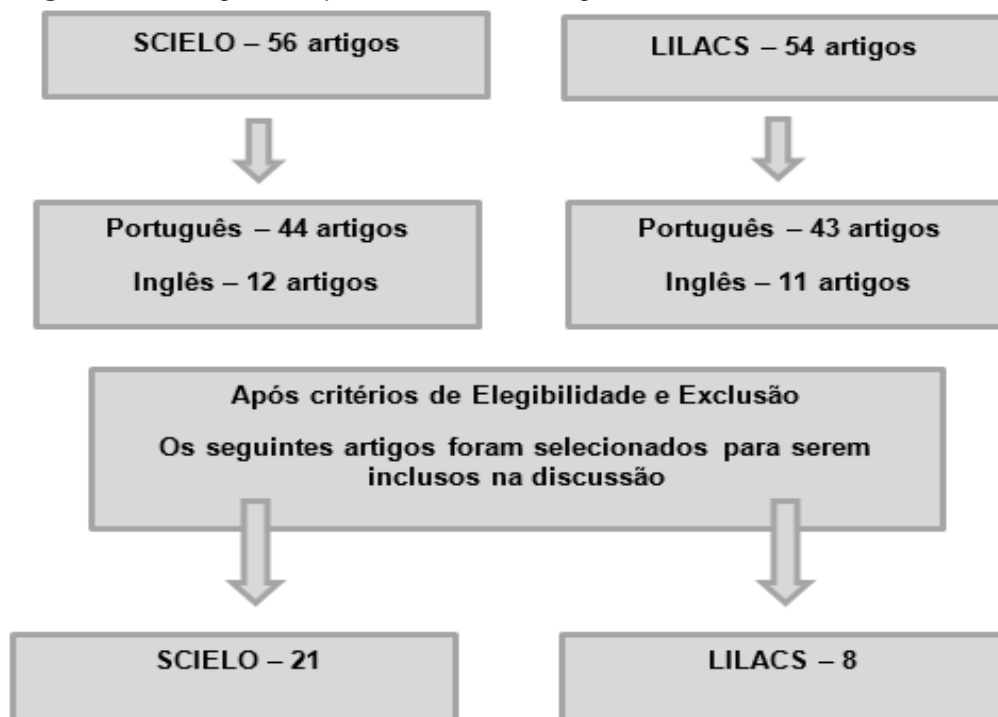 SCIELO – 56 artigos
LILACS – 54 artigos
Português – 44 artigos
Inglês – 12 artigos
Português – 43 artigos
Inglês – 11 artigos
Após critérios de Elegibilidade e Exclusão
Os seguintes artigos foram selecionados para serem
inclusos na discussão
SCIELO – 21
LILACS – 8